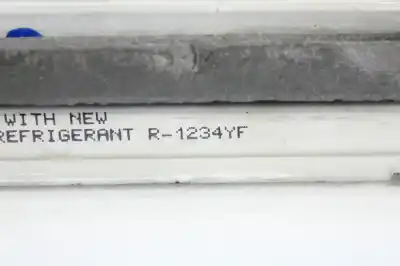 WITH NEW
REFRIGERANT R-1234YF